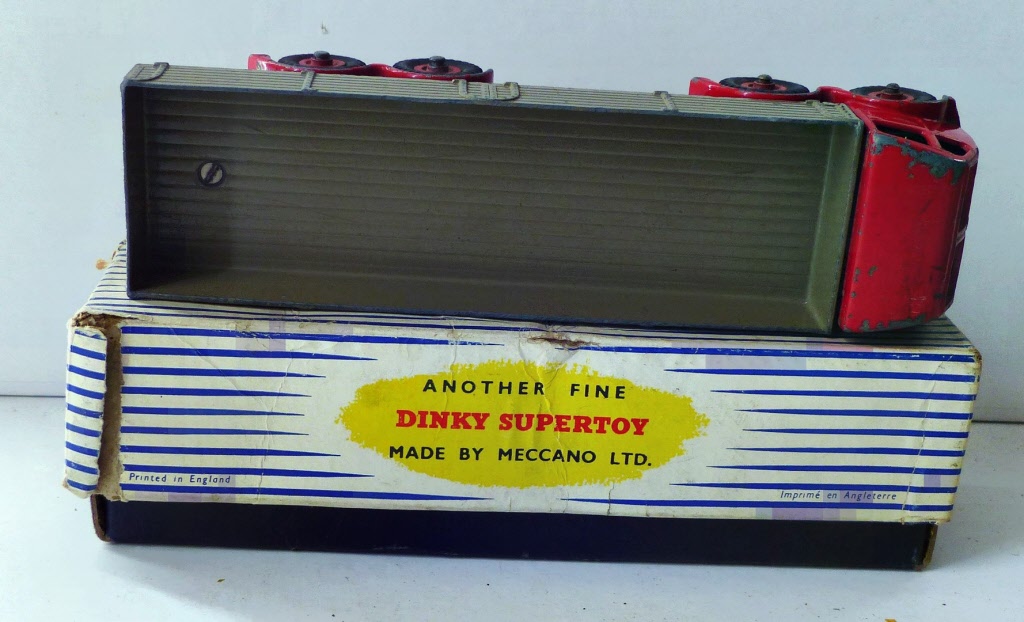 ANOTHER FINE
DINKY SUPERTOY
MADE BY MECCANO LTD.
Printed in England
Imprimé en Angleterre